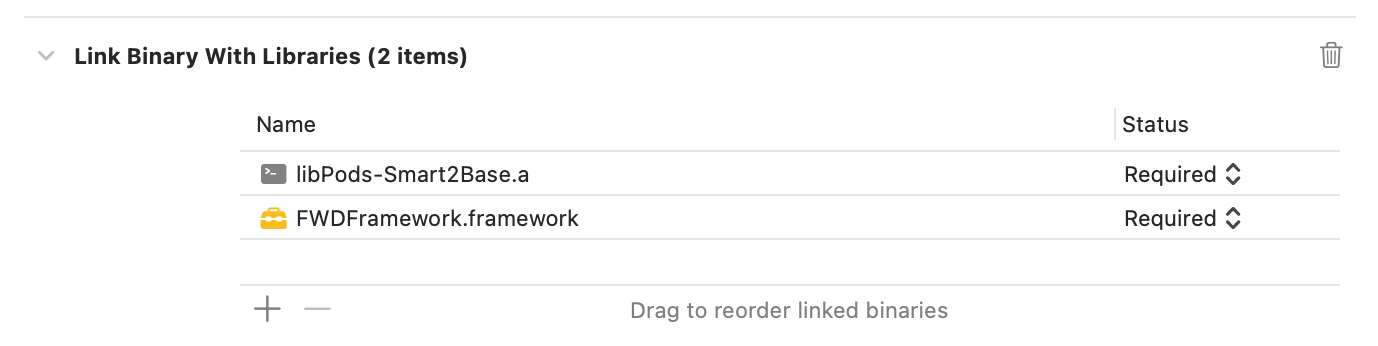 Link Binary With Libraries (2 items)
Name Status
libPods-Smart2Base.a Required
FWDFramework.framework Required
Drag to reorder linked binaries